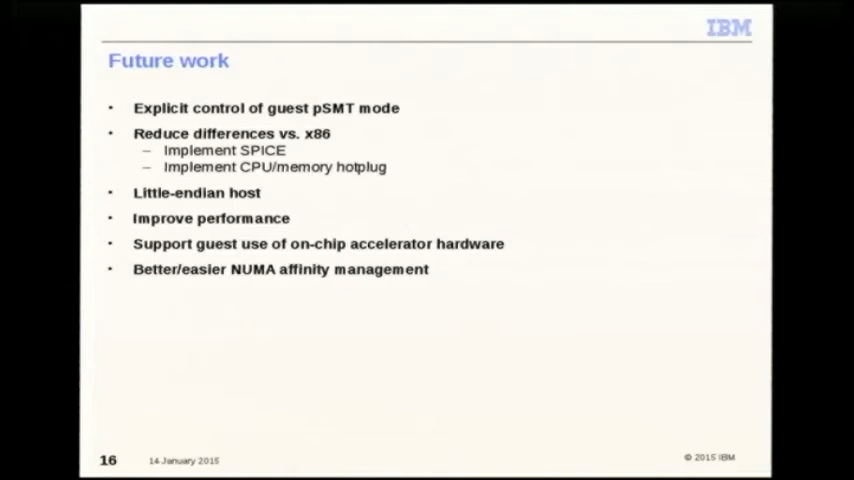 IBM
Future work
• Explicit control of guest pSMT mode
• Reduce differences vs. x86
– Implement SPICE
– Implement CPU/memory hotplug
• Little-endian host
• Improve performance
• Support guest use of on-chip accelerator hardware
• Better/easier NUMA affinity management
16 14 January 2015 © 2015 IBM